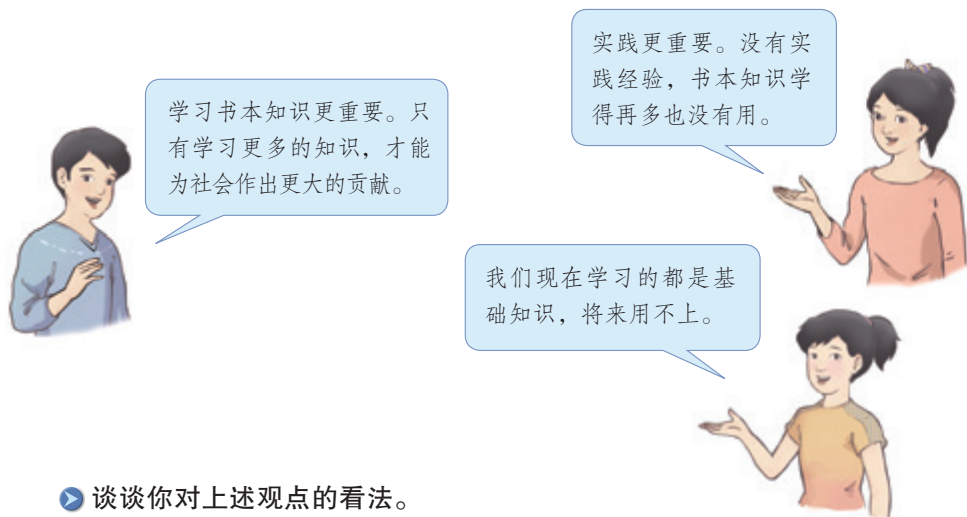 学习书本知识更重要。只
有学习更多的知识，才能
为社会作出更大的贡献。
实践更重要。没有实
践经验，书本知识学
得再多也没有用。
我们现在学习的都是基
础知识，将来用不上。
谈谈你对上述观点的看法。